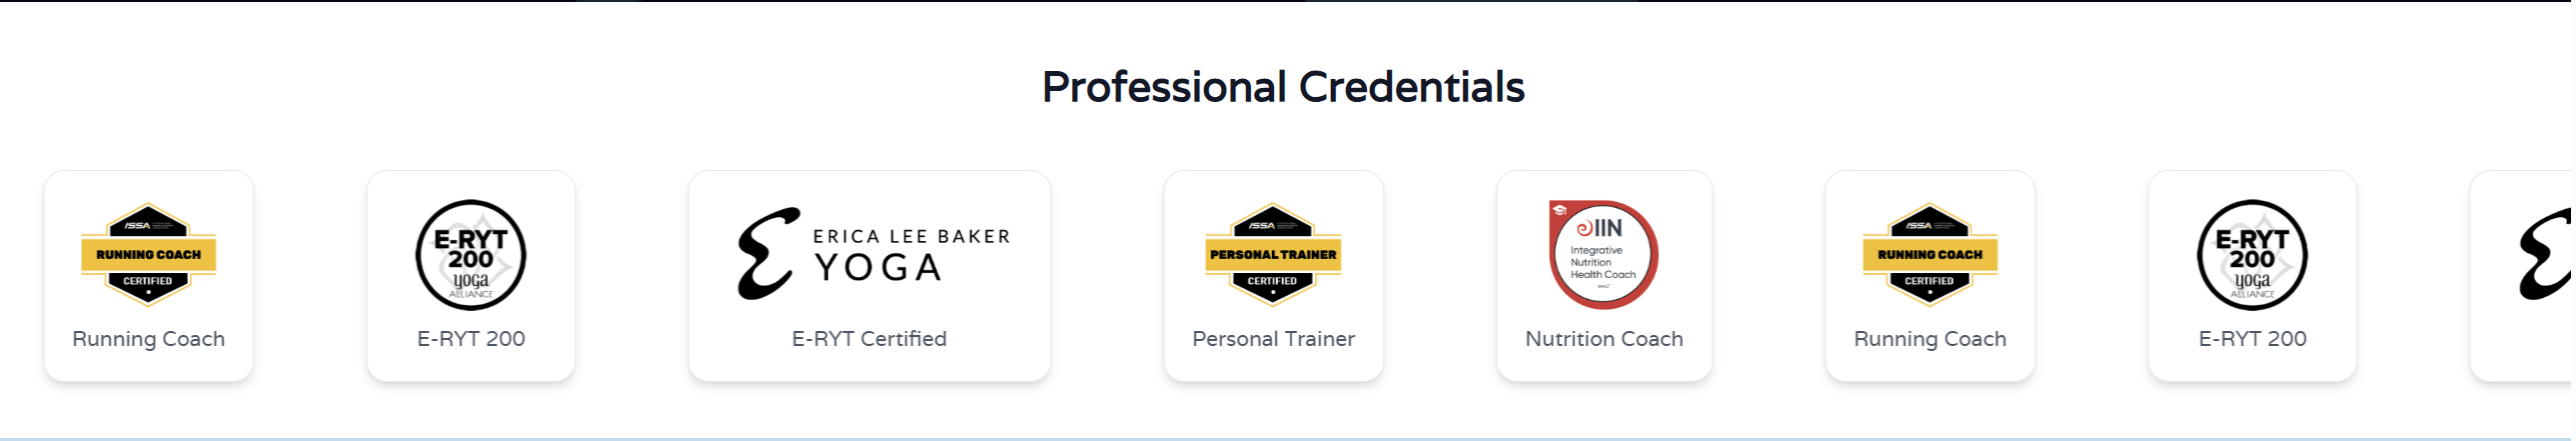 Professional Credentials
ISSA
RUNNING COACH
CERTIFIED
Running Coach
E-RYT
200
yoga
ALLIANCE
E-RYT 200
ERICA LEE BAKER
YOGA
E-RYT Certified
ISSA
PERSONAL TRAINER
CERTIFIED
Personal Trainer
IIN
Integrative
Nutrition
Health Coach
Nutrition Coach
ISSA
RUNNING COACH
CERTIFIED
Running Coach
E-RYT
200
yoga
ALLIANCE
E-RYT 200